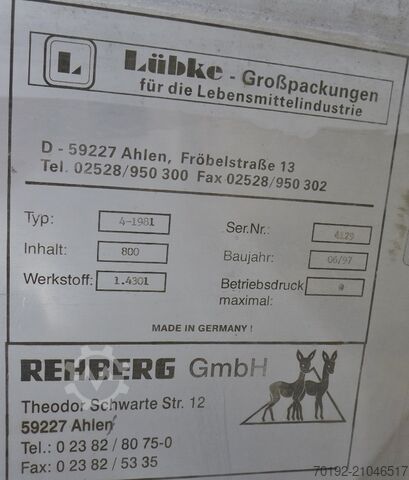 L Lübke - Großpackungen
für die Lebensmittelindustrie
D - 59227 Ahlen, Fröbelstraße 13
Tel. 02528/950 300 Fax 02528/950 302
Typ: 4-1981 Ser.Nr.: 4129
Inhalt: 800 Baujahr: 06/97
Werkstoff: 1.4301 Betriebsdruck
maximal:
MADE IN GERMANY !
REHBERG GmbH
Theodor Schwarte Str. 12
59227 Ahlen
Tel.: 0 23 82 / 80 75-0
Fax: 0 23 82 / 53 35
70192-21046517